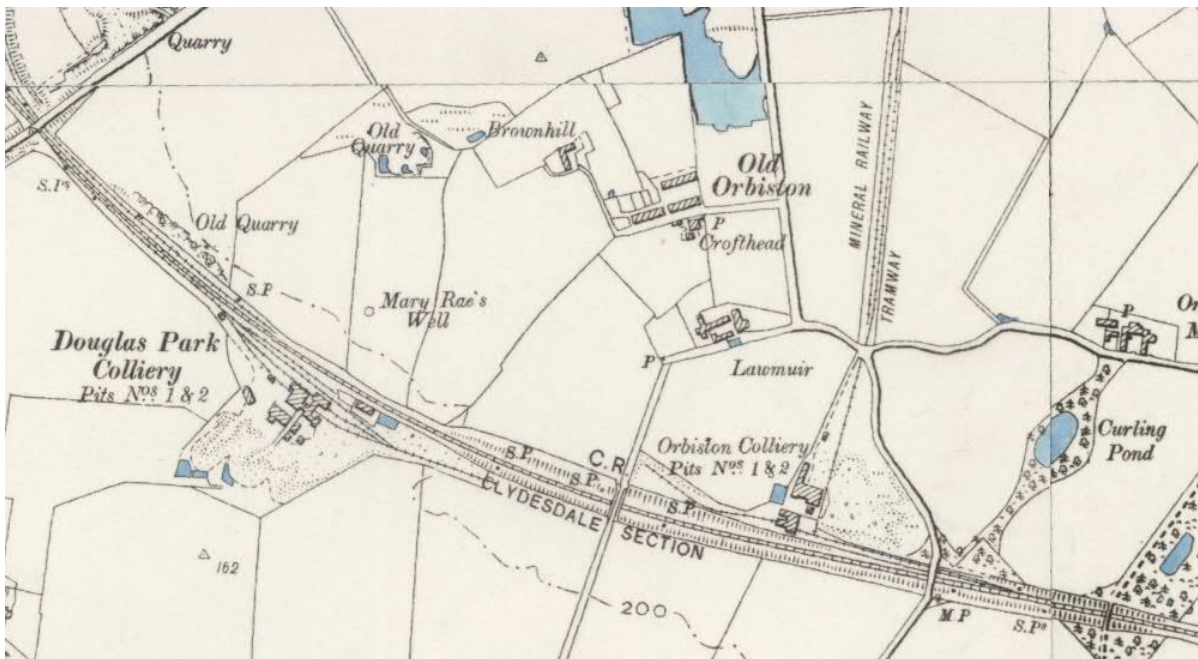 Quarry
Old
Quarry
Brownhill
Old
Orbiston
MINERAL RAILWAY
TRAMWAY
P
Crofthead
Old Quarry
S.P
Mary Rae's
Well
Douglas Park
Colliery
Pits Nos 1 & 2
P
Lawmuir
P
Curling
Pond
Orbiston Colliery
Pits Nos 1 & 2
S.P
C.R
S.P
S.P
CLYDESDALE SECTION
162
200
M.P
S.Ps